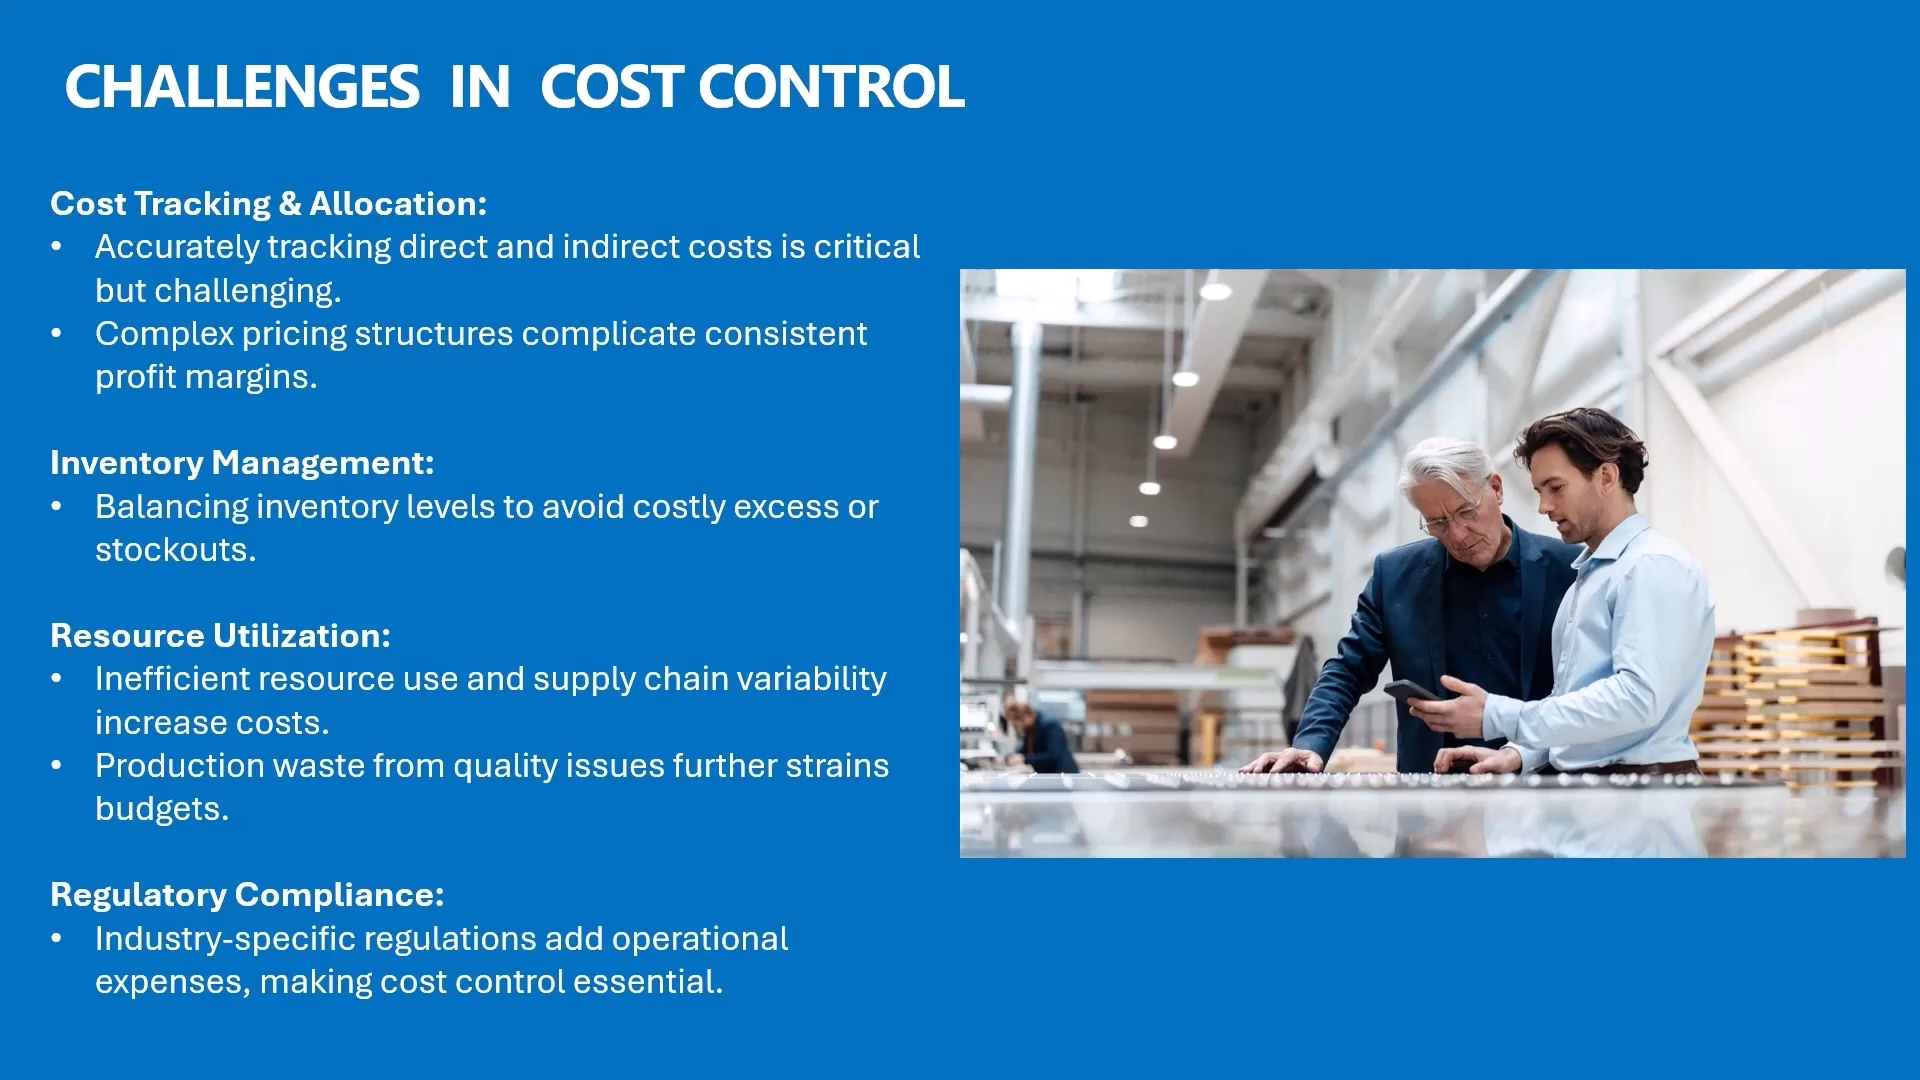 CHALLENGES IN COST CONTROL
Cost Tracking & Allocation:
• Accurately tracking direct and indirect costs is critical
but challenging.
• Complex pricing structures complicate consistent
profit margins.
Inventory Management:
• Balancing inventory levels to avoid costly excess or
stockouts.
Resource Utilization:
• Inefficient resource use and supply chain variability
increase costs.
• Production waste from quality issues further strains
budgets.
Regulatory Compliance:
• Industry-specific regulations add operational
expenses, making cost control essential.